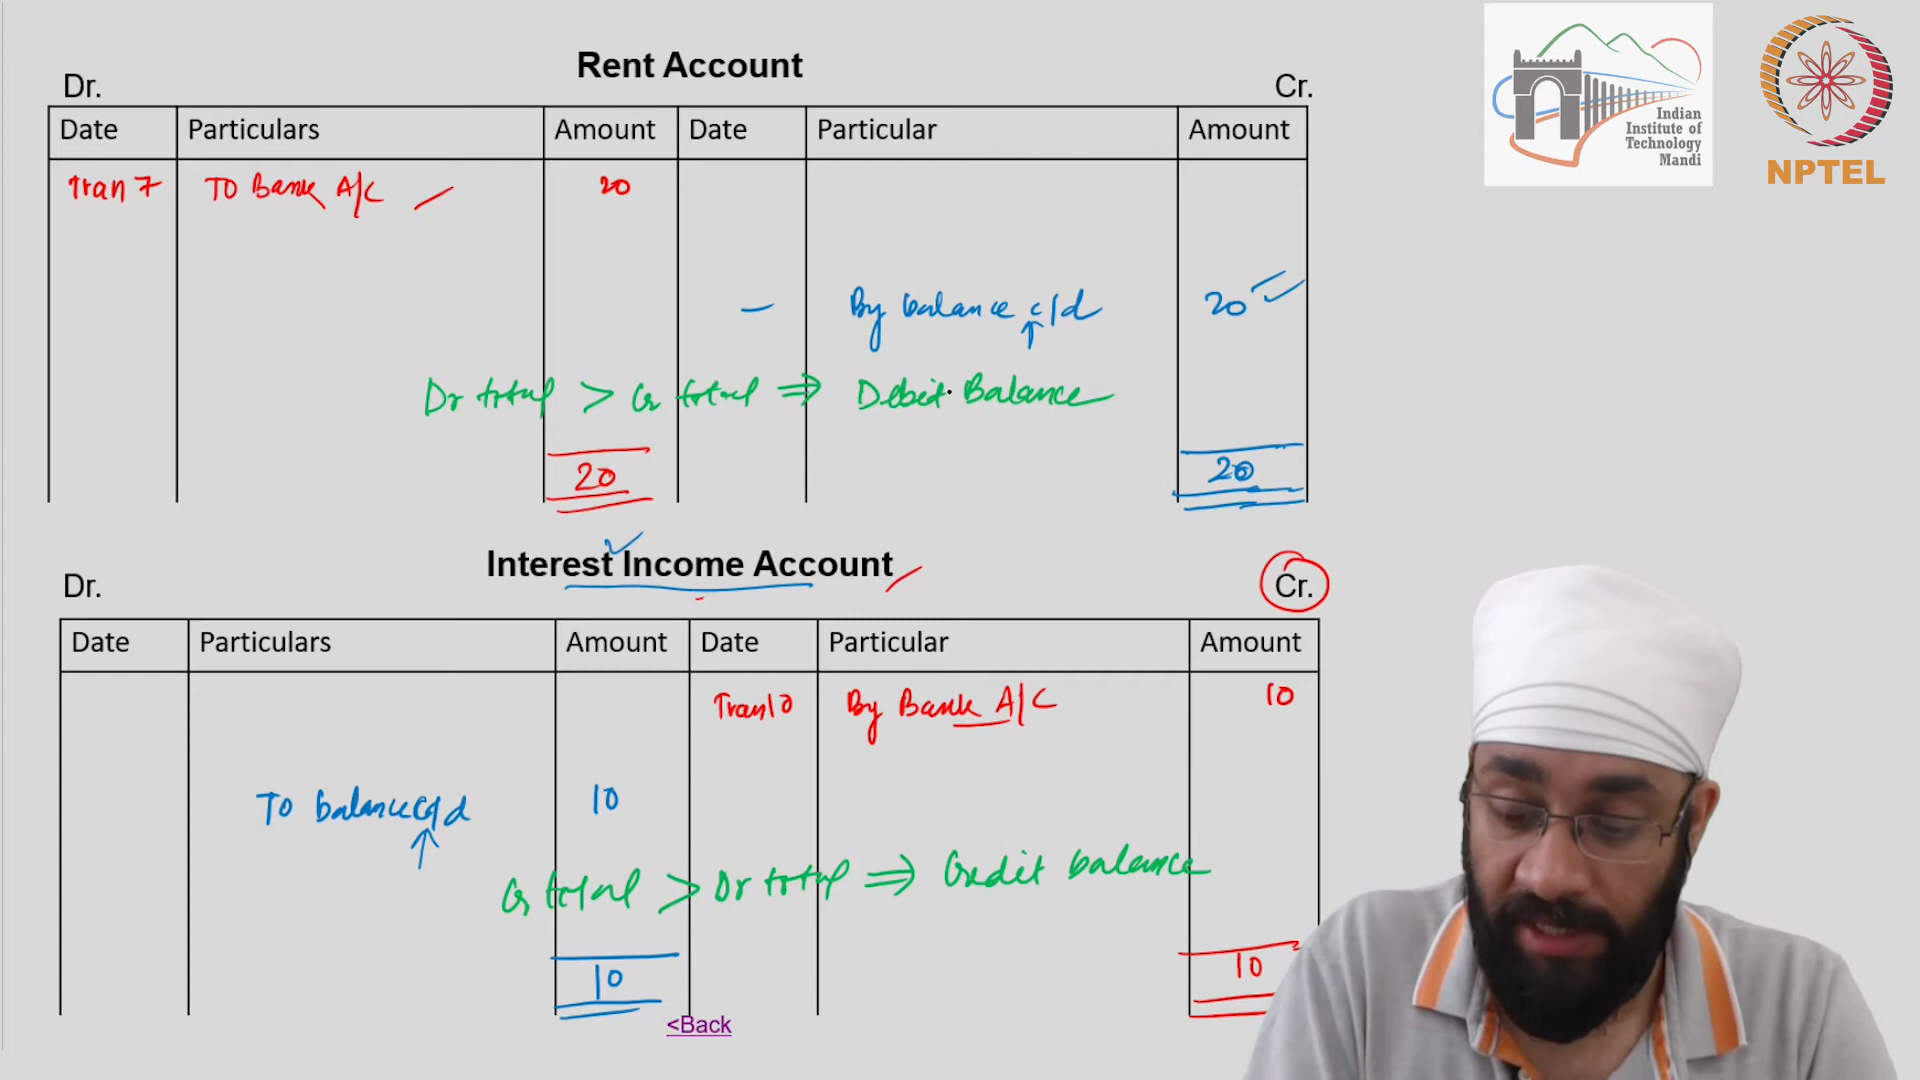 Rent Account
Dr. Cr.
Date Particulars Amount Date Particular Amount
Tran 7 To Bank A/C 20
— By balance c/d 20
Dr total > Cr total ⇒ Debit Balance
20 20
Interest Income Account
Dr. Cr.
Date Particulars Amount Date Particular Amount
Tran10 By Bank A/C 10
To balance c/d 10
Cr total > Dr total ⇒ Credit balance
10 10
<Back
Indian
Institute of
Technology
Mandi
NPTEL